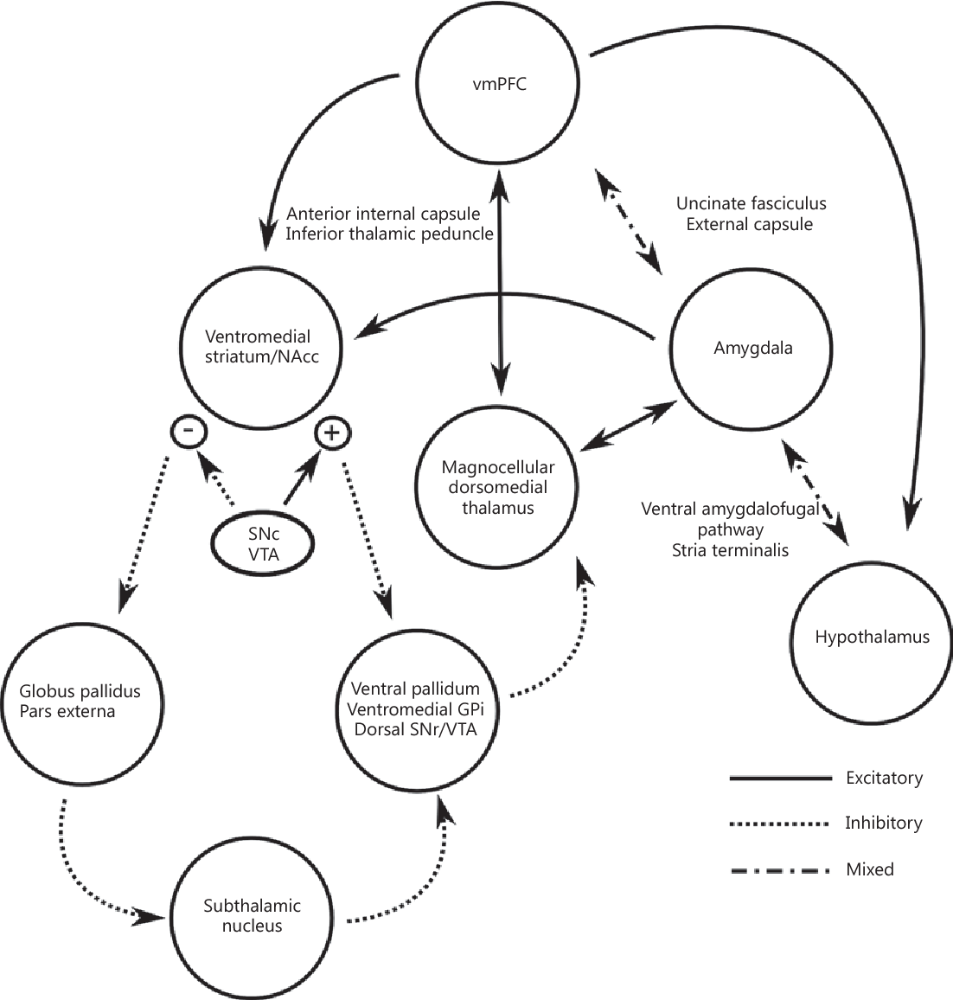 vmPFC
Uncinate fasciculus
External capsule
Anterior internal capsule
Inferior thalamic peduncle
Ventromedial
striatum/NAcc
Amygdala
-
+
Magnocellular
dorsomedial
thalamus
SNc
VTA
Ventral amygdalofugal
pathway
Stria terminalis
Hypothalamus
Globus pallidus
Pars externa
Ventral pallidum
Ventromedial GPi
Dorsal SNr/VTA
Subthalamic
nucleus
Excitatory
Inhibitory
Mixed